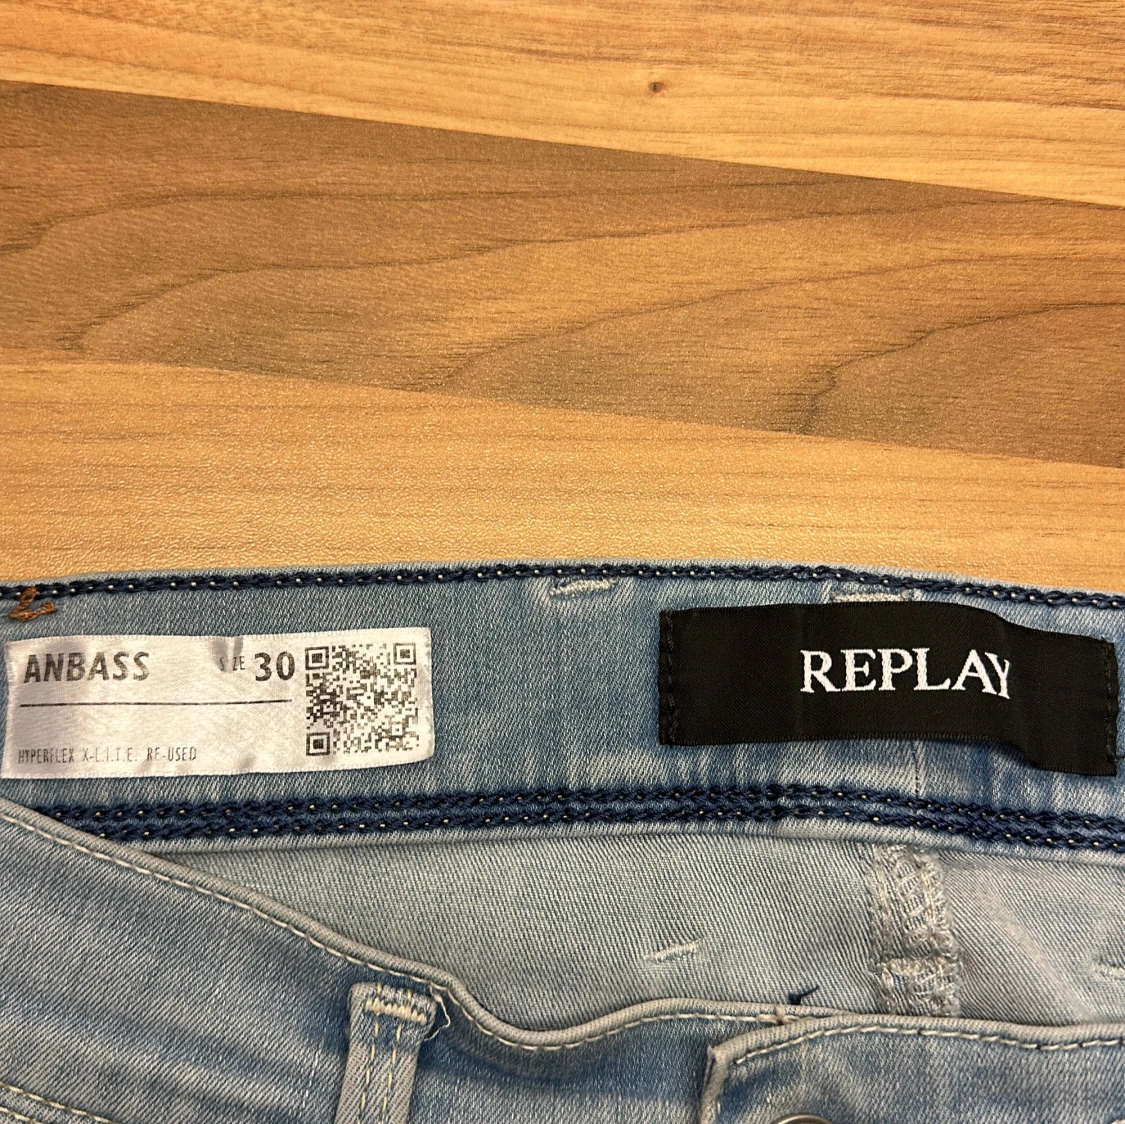 ANBASS SIZE 30
HYPERFLEX X-L.I.T.E. RE-USED
REPLAY